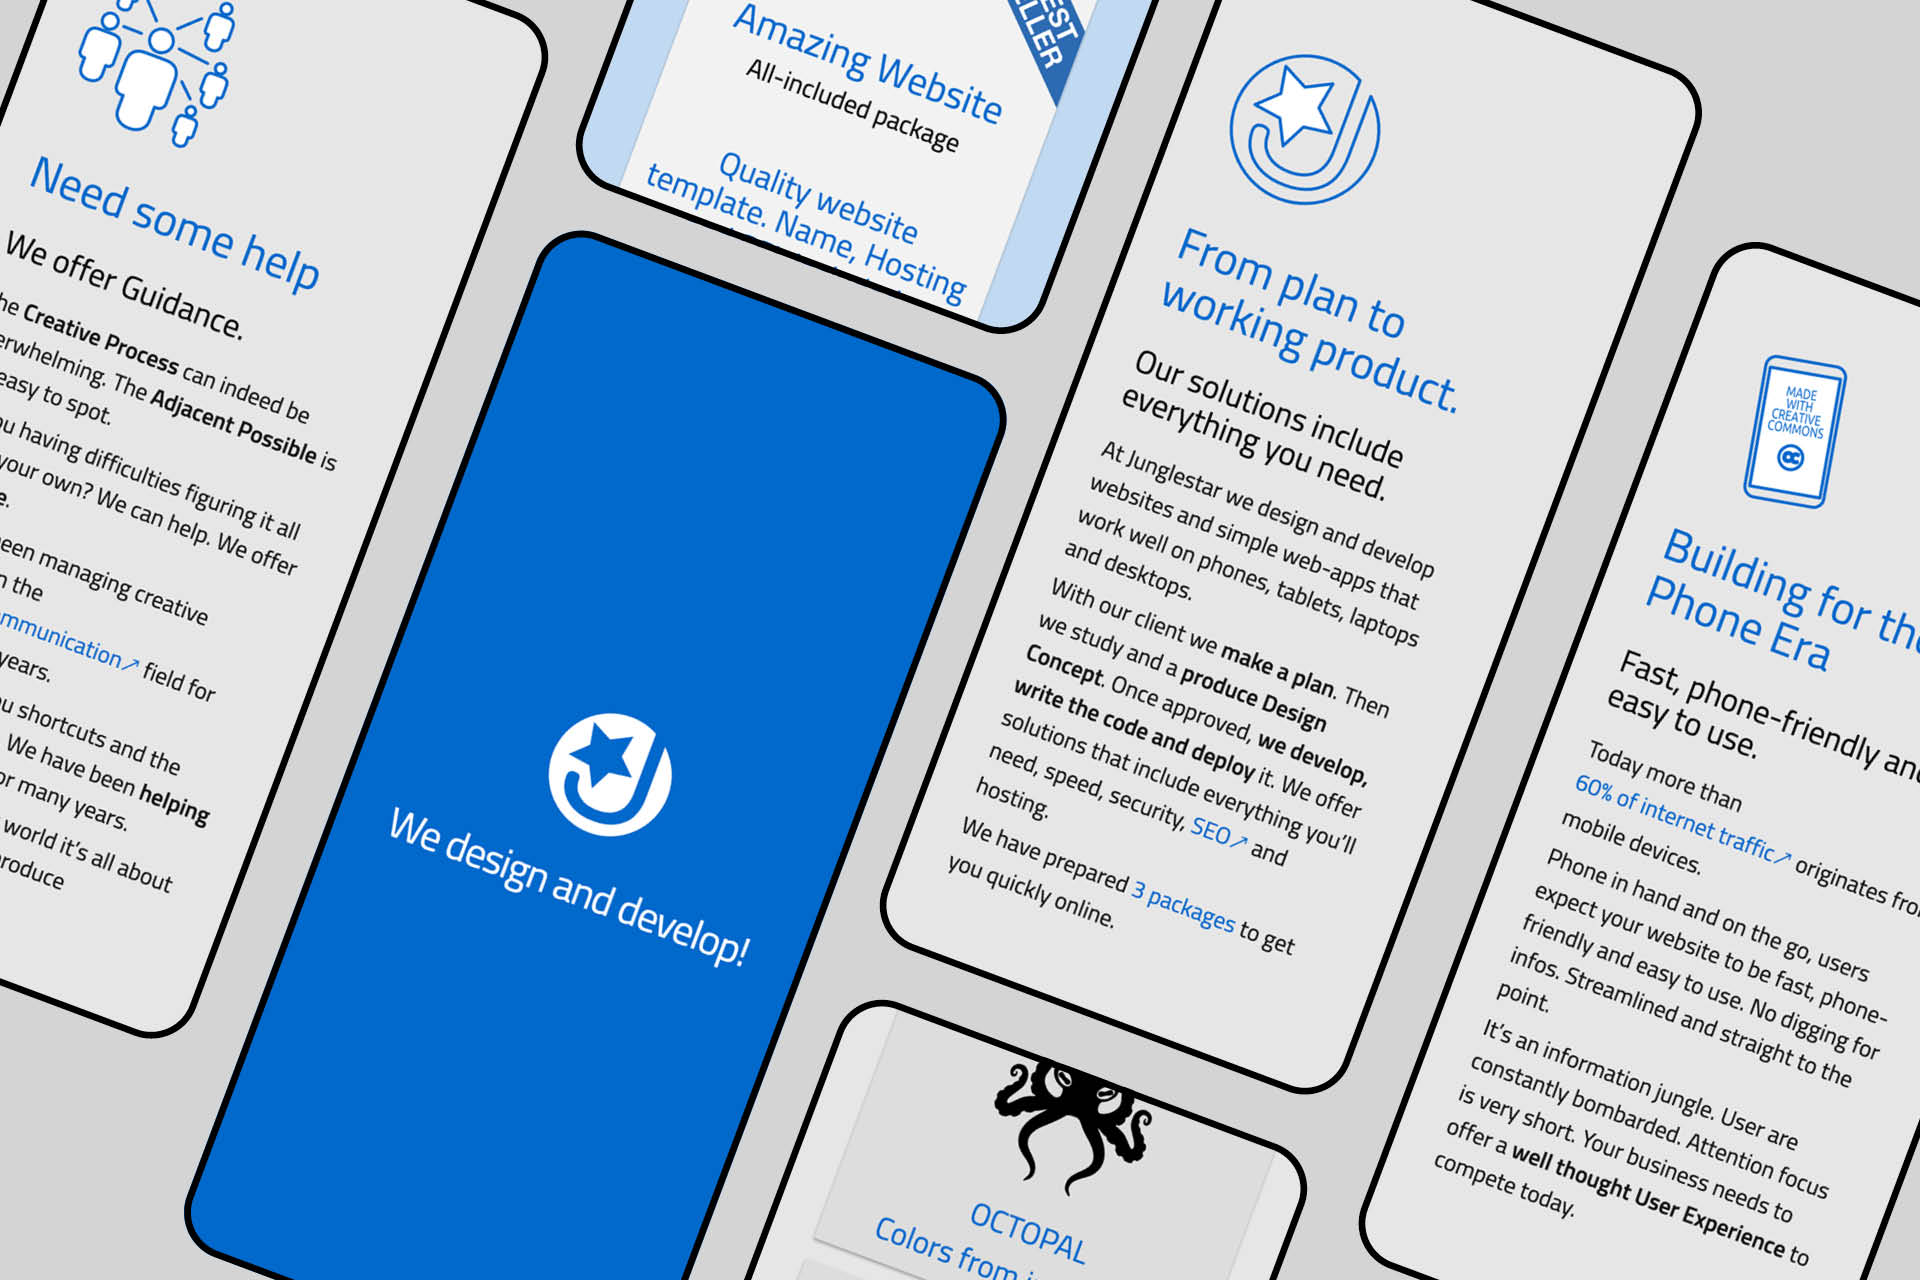 Need some help
We offer Guidance.
Creative Process can indeed be
The Adjacent Possible is
easy to spot.
having difficulties figuring it all
your own? We can help. We offer
managing creative
the
field for
years.
shortcuts and the
We have been helping
many years.
world it’s all about
Amazing Website
All-included package
Quality website
template. Name, Hosting
We design and develop!
From plan to
working product.
Our solutions include
everything you need.
At Junglestar we design and develop
websites and simple web-apps that
work well on phones, tablets, laptops
and desktops.
With our client we make a plan. Then
we study and a produce Design
Concept. Once approved, we develop,
write the code and deploy it. We offer
solutions that include everything you’ll
need, speed, security, SEO↗ and
hosting.
We have prepared 3 packages to get
you quickly online.
OCTOPAL
Colors from
MADE
WITH
CREATIVE
COMMONS
Building for the
Phone Era
Fast, phone-friendly and
easy to use.
Today more than
60% of internet traffic↗ originates from
mobile devices.
Phone in hand and on the go, users
expect your website to be fast, phone-
friendly and easy to use. No digging for
infos. Streamlined and straight to the
point.
It’s an information jungle. User are
constantly bombarded. Attention focus
is very short. Your business needs to
offer a well thought User Experience to
compete today.